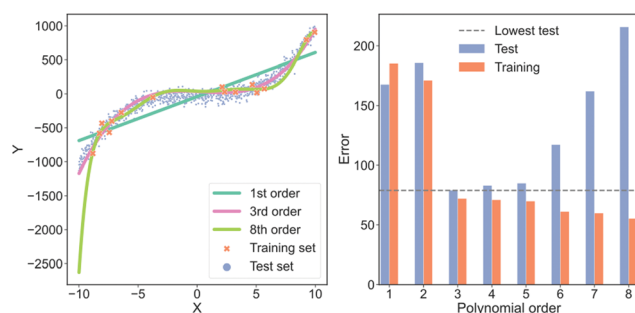 1000
500
0
−500
−1000
−1500
−2000
−2500
Y
−10
−5
0
5
10
X
1st order
3rd order
8th order
Training set
Test set
200
150
100
50
0
Error
Lowest test
Test
Training
1
2
3
4
5
6
7
8
Polynomial order